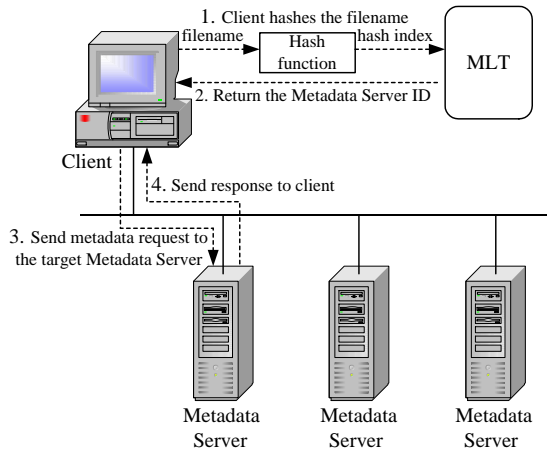 1. Client hashes the filename
filename
Hash
function
hash index
MLT
2. Return the Metadata Server ID
Client
4. Send response to client
3. Send metadata request to
the target Metadata Server
Metadata
Server
Metadata
Server
Metadata
Server